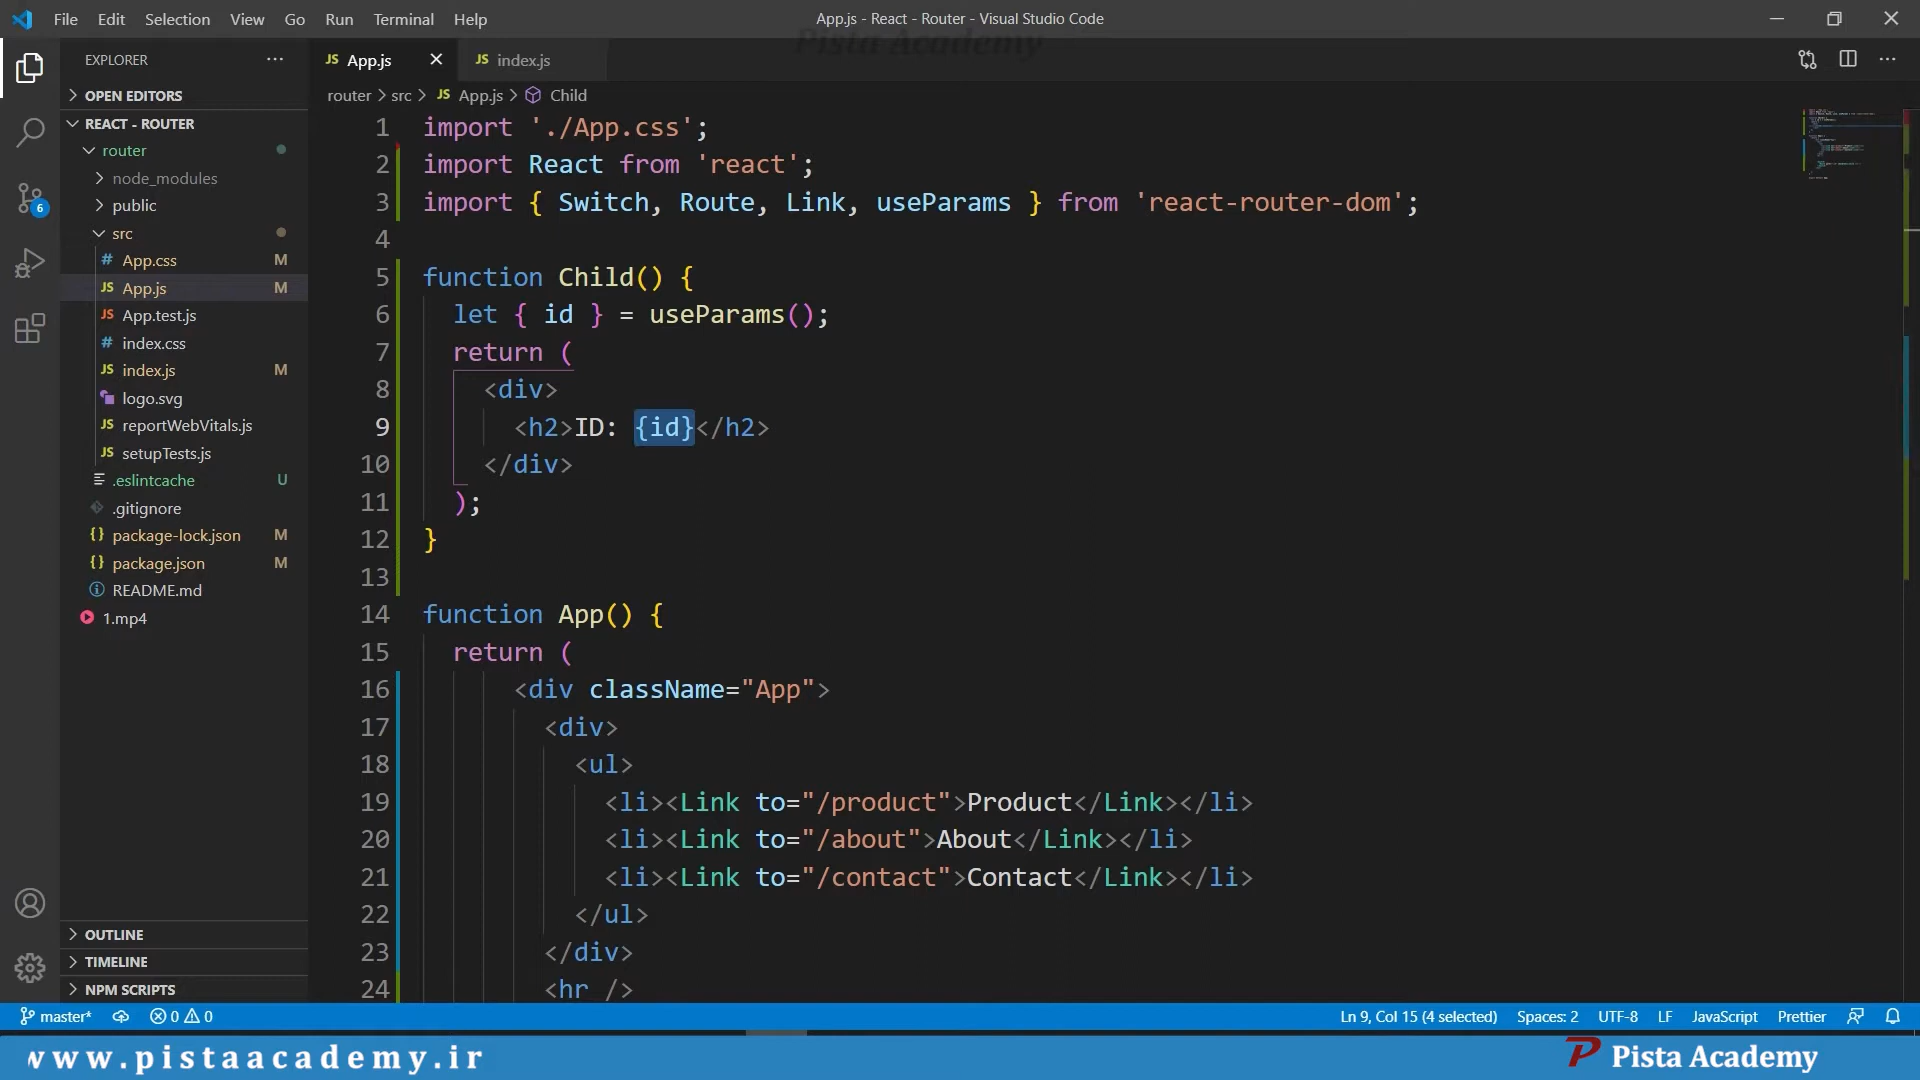 File Edit Selection View Go Run Terminal Help
App.js - React - Router - Visual Studio Code
Pista Academy
EXPLORER
OPEN EDITORS
REACT - ROUTER
router
node_modules
public
src
App.css M
App.js M
App.test.js
index.css
index.js M
logo.svg
reportWebVitals.js
setupTests.js
.eslintcache U
.gitignore
package-lock.json M
package.json M
README.md
1.mp4
OUTLINE
TIMELINE
NPM SCRIPTS
6
JS App.js JS index.js
router > src > JS App.js > Child
1 import './App.css';
2 import React from 'react';
3 import { Switch, Route, Link, useParams } from 'react-router-dom';
4
5 function Child() {
6 let { id } = useParams();
7 return (
8 <div>
9 <h2>ID: {id}</h2>
10 </div>
11 );
12 }
13
14 function App() {
15 return (
16 <div className="App">
17 <div>
18 <ul>
19 <li><Link to="/product">Product</Link></li>
20 <li><Link to="/about">About</Link></li>
21 <li><Link to="/contact">Contact</Link></li>
22 </ul>
23 </div>
24 <hr />
master* 0 0 Ln 9, Col 15 (4 selected) Spaces: 2 UTF-8 LF JavaScript Prettier
www.pistaacademy.ir Pista Academy